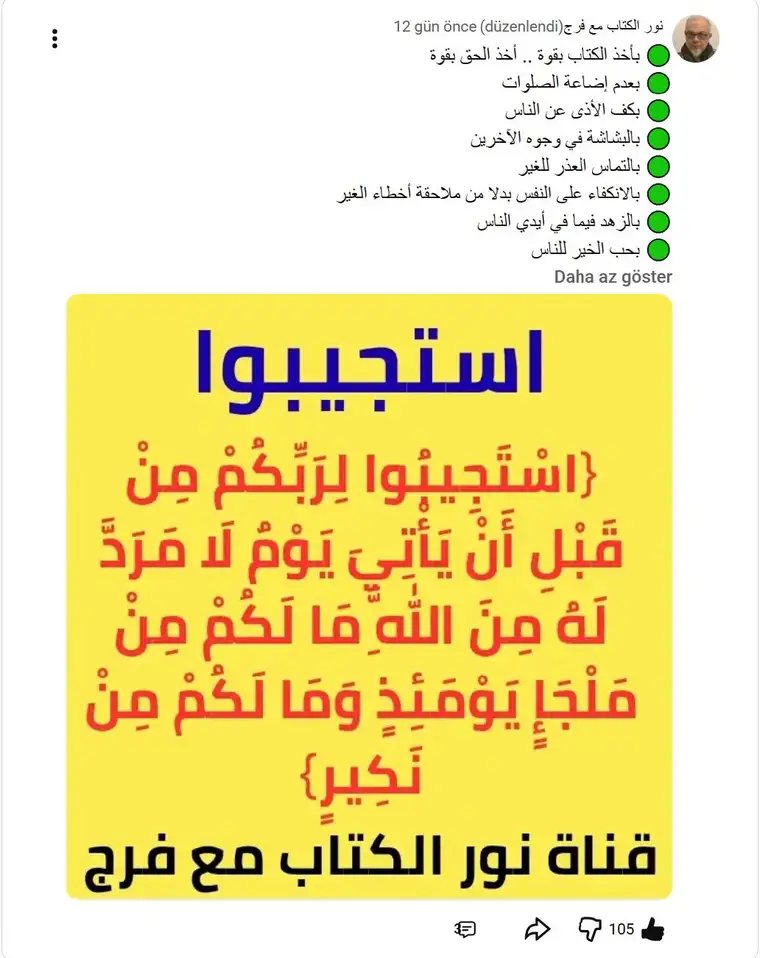 نور الكتاب مع فرج 12 gün önce (düzenlendi)
بأخذ الكتاب بقوة .. أخذ الحق بقوة
بعدم إضاعة الصلوات
بكف الأذى عن الناس
بالبشاشة في وجوه الآخرين
بالتماس العذر للغير
بالانكفاء على النفس بدلا من ملاحقة أخطاء الغير
بالزهد فيما في أيدي الناس
بحب الخير للناس
Daha az göster
استجيبوا
{اسْتَجِيبُوا لِرَبِّكُمْ مِنْ
قَبْلِ أَنْ يَأْتِيَ يَوْمٌ لَا مَرَدَّ
لَهُ مِنَ اللَّهِ مَا لَكُمْ مِنْ
مَلْجَإٍ يَوْمَئِذٍ وَمَا لَكُمْ مِنْ
نَكِيرٍ}
قناة نور الكتاب مع فرج
105
3